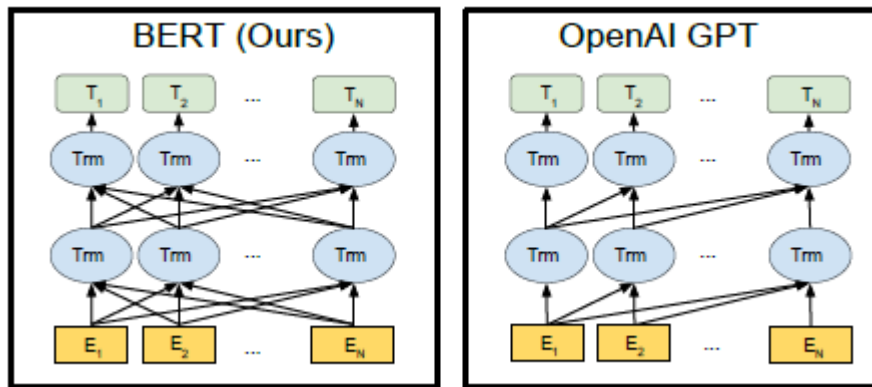 BERT (Ours)
T1 T2 ... TN
Trm Trm ... Trm
Trm Trm ... Trm
E1 E2 ... EN
OpenAI GPT
T1 T2 ... TN
Trm Trm ... Trm
Trm Trm ... Trm
E1 E2 ... EN